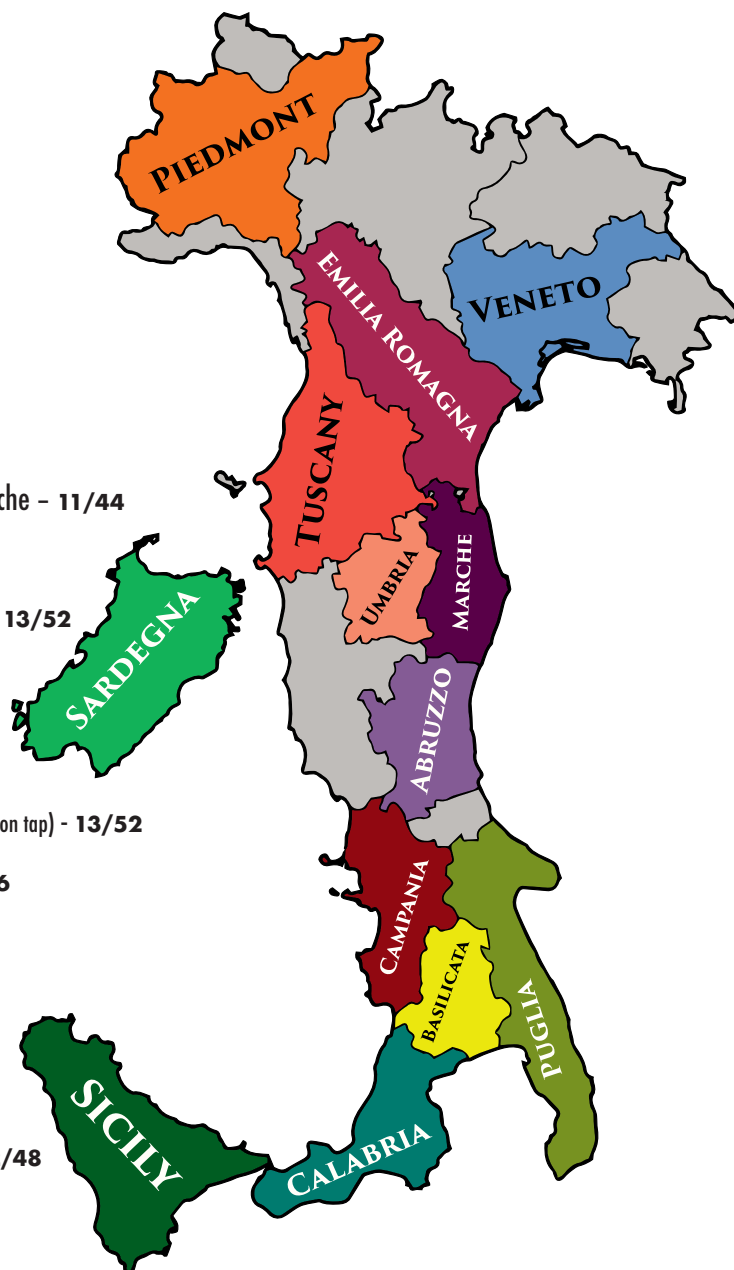 PIEDMONT
EMILIA ROMAGNA
VENETO
TUSCANY
che – 11/44
UMBRIA
MARCHE
13/52
SARDEGNA
ABRUZZO
on tap) - 13/52
6
CAMPANIA
BASILICATA
PUGLIA
SICILY
/48
CALABRIA